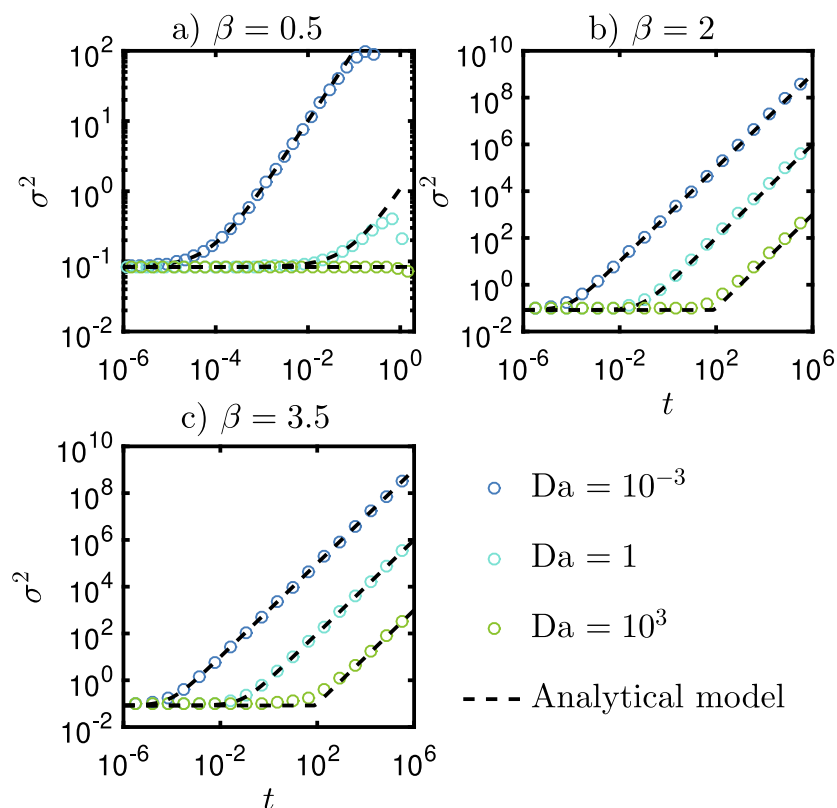 a) β = 0.5
b) β = 2
10^2
10^1
10^0
10^-1
10^-2
σ^2
10^-6
10^-4
10^-2
10^0
10^10
10^8
10^6
10^4
10^2
10^0
10^-2
σ^2
10^-6
10^-2
10^2
10^6
t
c) β = 3.5
10^10
10^8
10^6
10^4
10^2
10^0
10^-2
σ^2
10^-6
10^-2
10^2
10^6
t
Da = 10^-3
Da = 1
Da = 10^3
Analytical model